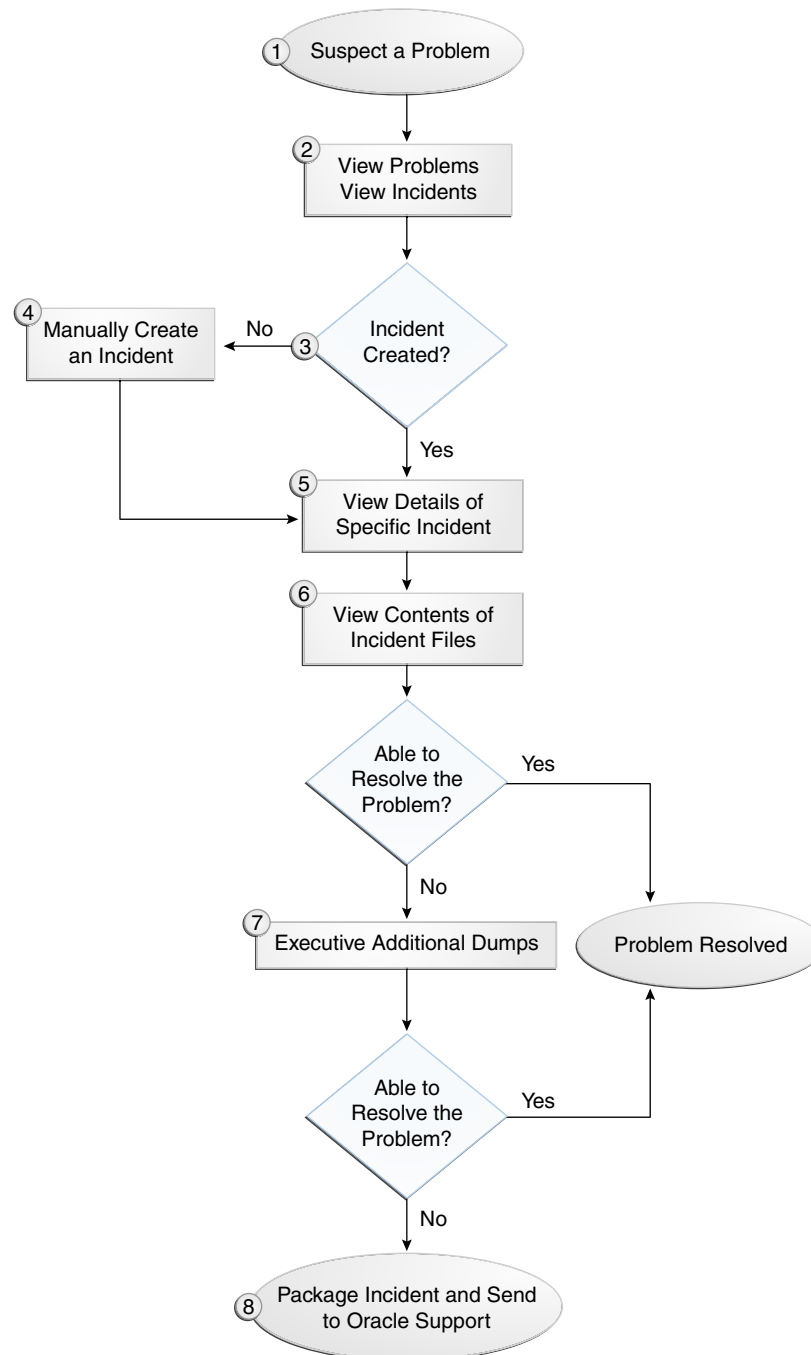 1 Suspect a Problem
2 View Problems
View Incidents
4 Manually Create
an Incident
No
3 Incident
Created?
Yes
5 View Details of
Specific Incident
6 View Contents of
Incident Files
Able to
Resolve the
Problem?
Yes
No
7 Executive Additional Dumps
Problem Resolved
Able to
Resolve the
Problem?
Yes
No
8 Package Incident and Send
to Oracle Support